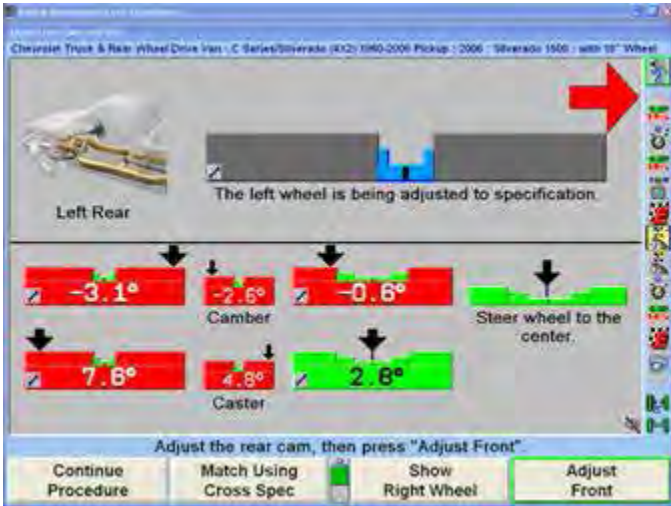 Chevrolet Truck & Rear Wheel Drive Van : C Series/Silverado (4X2) 1960-2006 Pickup : 2006 : Silverado 1500 : with 15" Wheel
The left wheel is being adjusted to specification.
Left Rear
-3.1°
-2.6°
-0.6°
Camber
Steer wheel to the
center.
7.6°
4.8°
2.8°
Caster
Adjust the rear cam, then press "Adjust Front".
Continue
Procedure
Match Using
Cross Spec
Show
Right Wheel
Adjust
Front